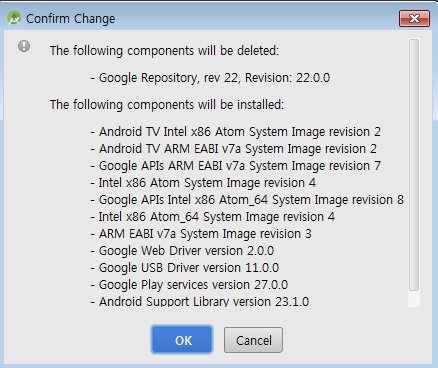 Confirm Change
The following components will be deleted:
- Google Repository, rev 22, Revision: 22.0.0
The following components will be installed:
- Android TV Intel x86 Atom System Image revision 2
- Android TV ARM EABI v7a System Image revision 2
- Google APIs ARM EABI v7a System Image revision 7
- Intel x86 Atom System Image revision 4
- Google APIs Intel x86 Atom_64 System Image revision 8
- Intel x86 Atom_64 System Image revision 4
- ARM EABI v7a System Image revision 3
- Google Web Driver version 2.0.0
- Google USB Driver version 11.0.0
- Google Play services version 27.0.0
- Android Support Library version 23.1.0
OK
Cancel